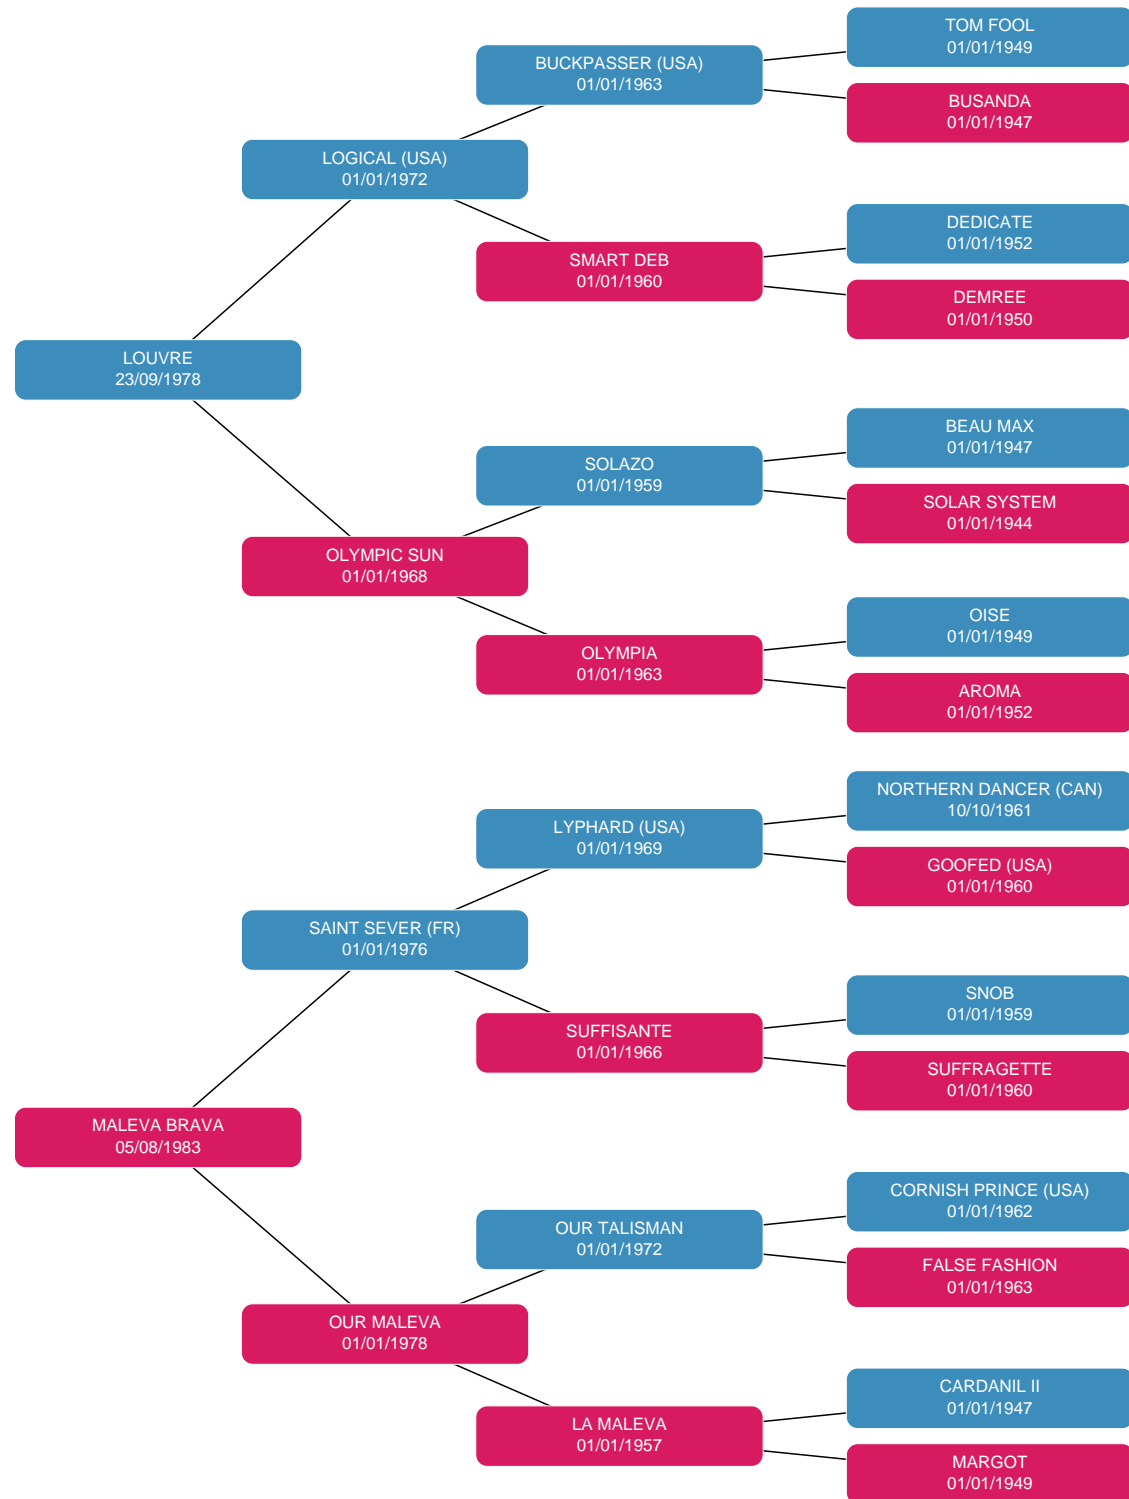 TOM FOOL
01/01/1949
BUCKPASSER (USA)
01/01/1963
BUSANDA
01/01/1947
LOGICAL (USA)
01/01/1972
DEDICATE
01/01/1952
SMART DEB
01/01/1960
DEMREE
01/01/1950
LOUVRE
23/09/1978
BEAU MAX
01/01/1947
SOLAZO
01/01/1959
SOLAR SYSTEM
01/01/1944
OLYMPIC SUN
01/01/1968
OISE
01/01/1949
OLYMPIA
01/01/1963
AROMA
01/01/1952
NORTHERN DANCER (CAN)
10/10/1961
LYPHARD (USA)
01/01/1969
GOOFED (USA)
01/01/1960
SAINT SEVER (FR)
01/01/1976
SNOB
01/01/1959
SUFFISANTE
01/01/1966
SUFFRAGETTE
01/01/1960
MALEVA BRAVA
05/08/1983
CORNISH PRINCE (USA)
01/01/1962
OUR TALISMAN
01/01/1972
FALSE FASHION
01/01/1963
OUR MALEVA
01/01/1978
CARDANIL II
01/01/1947
LA MALEVA
01/01/1957
MARGOT
01/01/1949